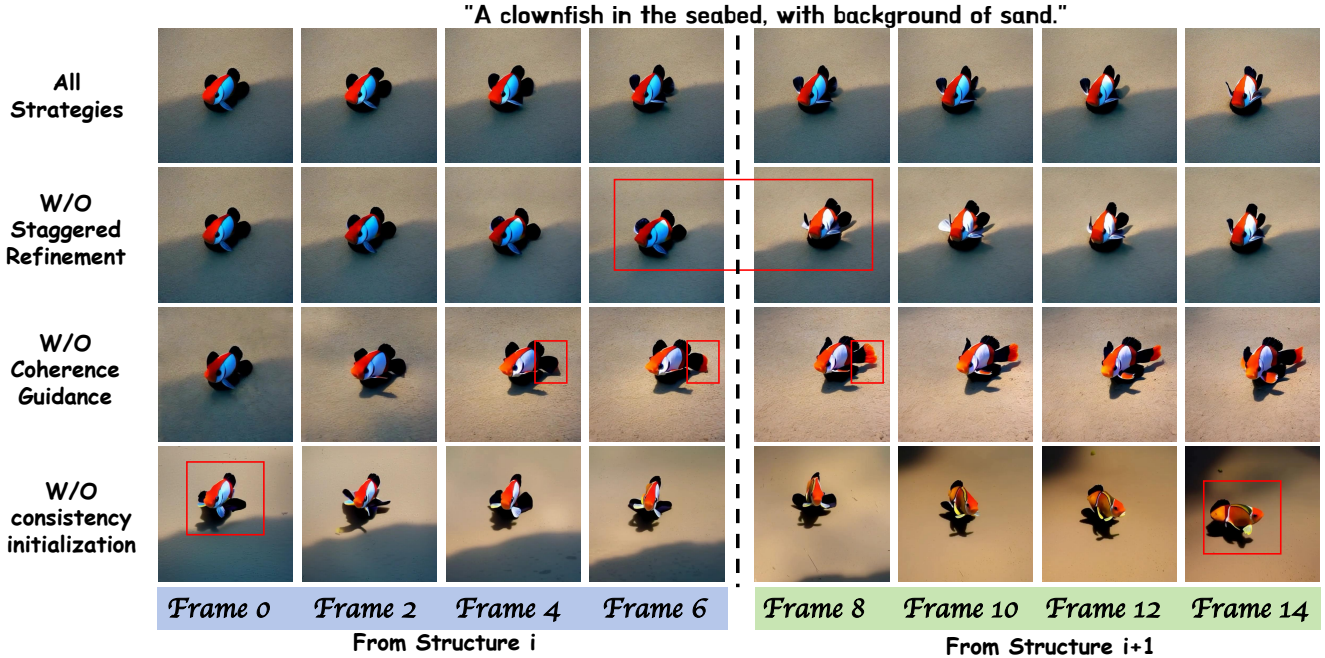 "A clownfish in the seabed, with background of sand."
All
Strategies
W/O
Staggered
Refinement
W/O
Coherence
Guidance
W/O
consistency
initialization
Frame 0 Frame 2 Frame 4 Frame 6 Frame 8 Frame 10 Frame 12 Frame 14
From Structure i From Structure i+1